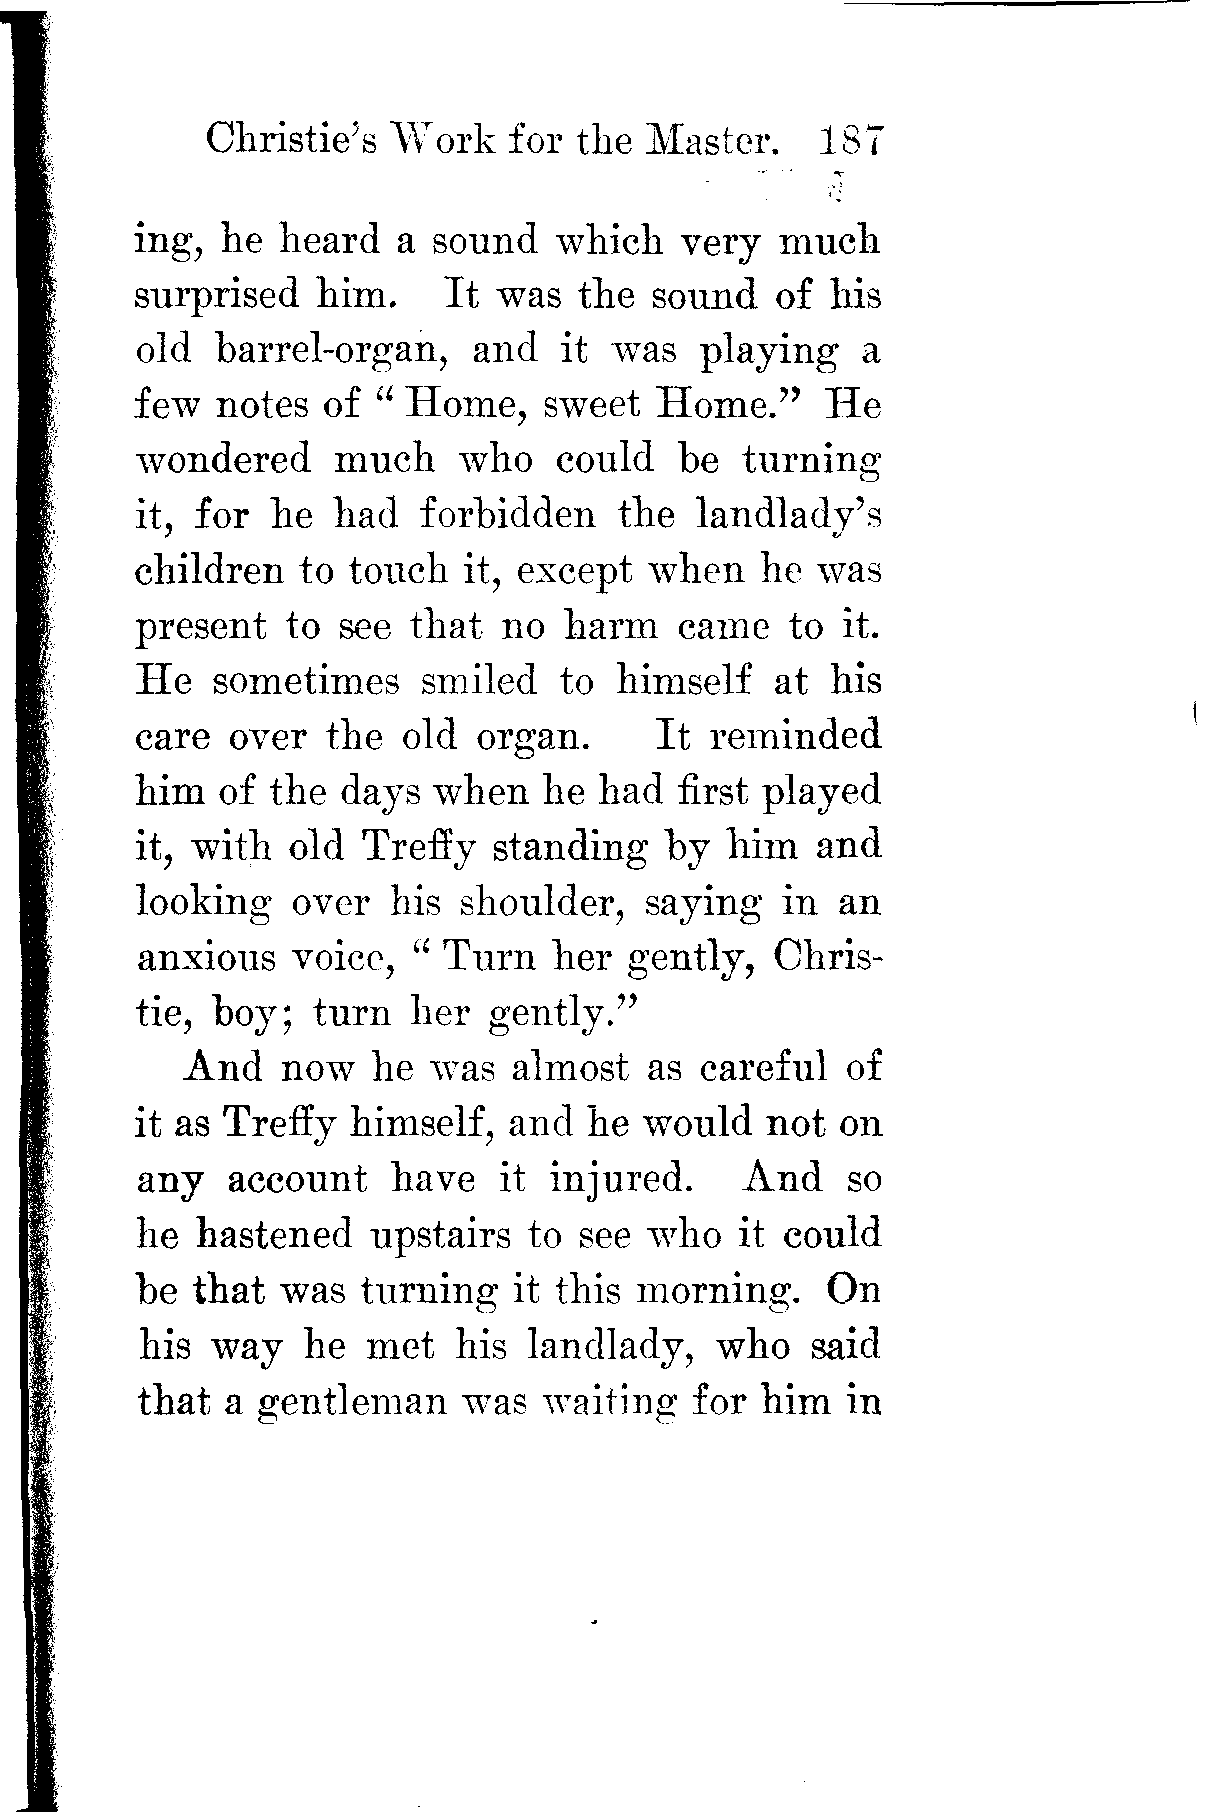 Christie's Work for the Master. 187
ing, he heard a sound which very much
surprised him. It was the sound of his
old barrel-organ, and it was playing a
few notes of “ Home, sweet Home.” He
wondered much who could be turning
it, for he had forbidden the landlady's
children to touch it, except when he was
present to see that no harm came to it.
He sometimes smiled to himself at his
care over the old organ. It reminded
him of the days when he had first played
it, with old Treffy standing by him and
looking over his shoulder, saying in an
anxious voice, “ Turn her gently, Chris-
tie, boy; turn her gently.”
And now he was almost as careful of
it as Treffy himself, and he would not on
any account have it injured. And so
he hastened upstairs to see who it could
be that was turning it this morning. On
his way he met his landlady, who said
that a gentleman was waiting for him in